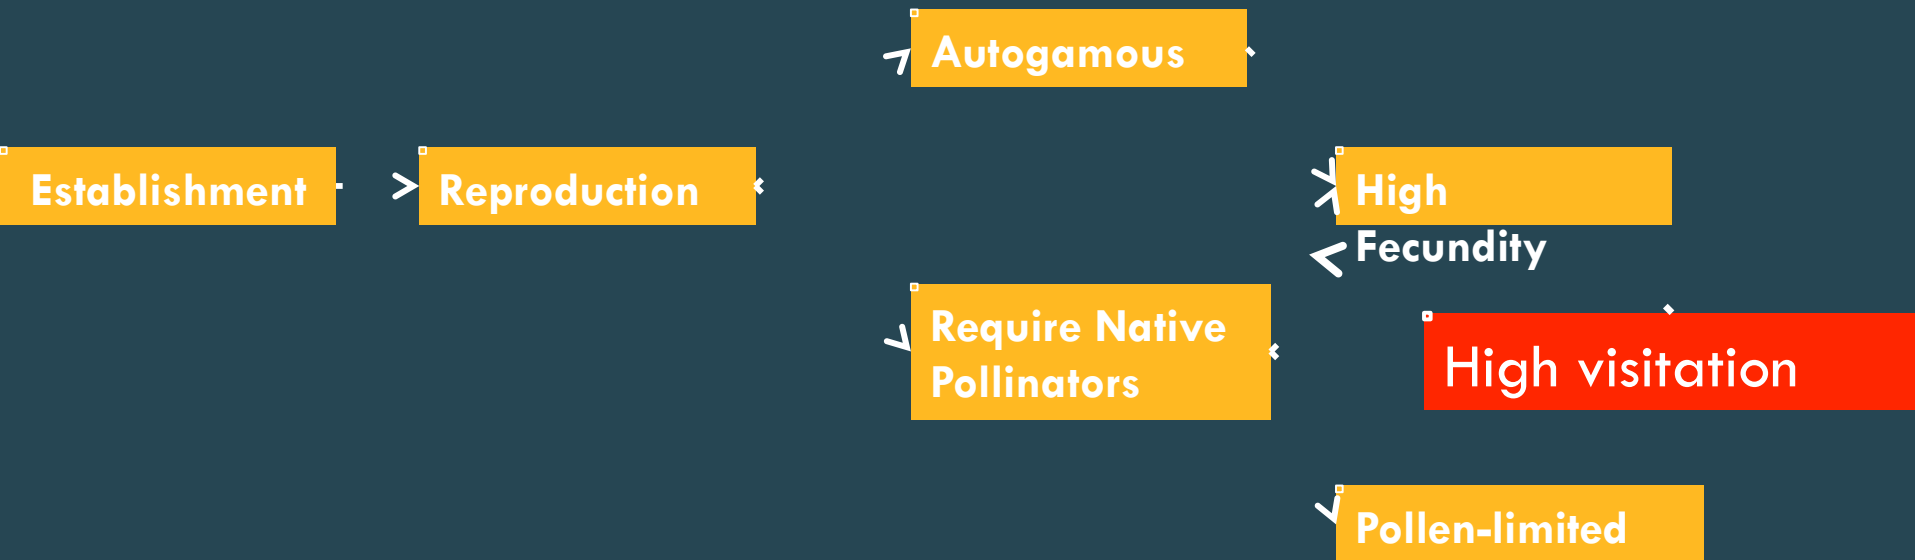 Autogamous
Establishment
Reproduction
High
Fecundity
Require Native
Pollinators
High visitation
Pollen-limited